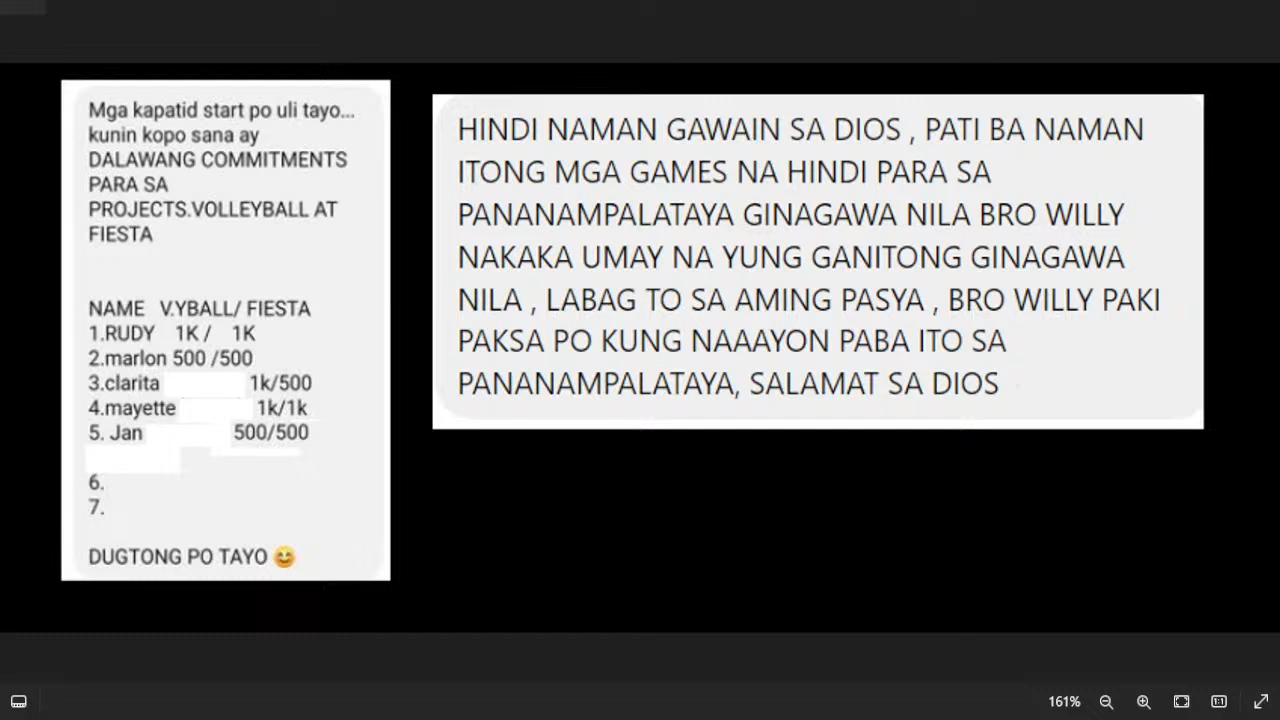 Mga kapatid start po uli tayo...
kunin kopo sana ay
DALAWANG COMMITMENTS
PARA SA
PROJECTS.VOLLEYBALL AT
FIESTA
NAME V.YBALL/ FIESTA
1.RUDY 1K / 1K
2.marlon 500 /500
3.clarita 1k/500
4.mayette 1k/1k
5. Jan 500/500
6.
7.
DUGTONG PO TAYO 😊
HINDI NAMAN GAWAIN SA DIOS , PATI BA NAMAN
ITONG MGA GAMES NA HINDI PARA SA
PANANAMPALATAYA GINAGAWA NILA BRO WILLY
NAKAKA UMAY NA YUNG GANITONG GINAGAWA
NILA , LABAG TO SA AMING PASYA , BRO WILLY PAKI
PAKSA PO KUNG NAAAYON PABA ITO SA
PANANAMPALATAYA, SALAMAT SA DIOS
161%
1:1